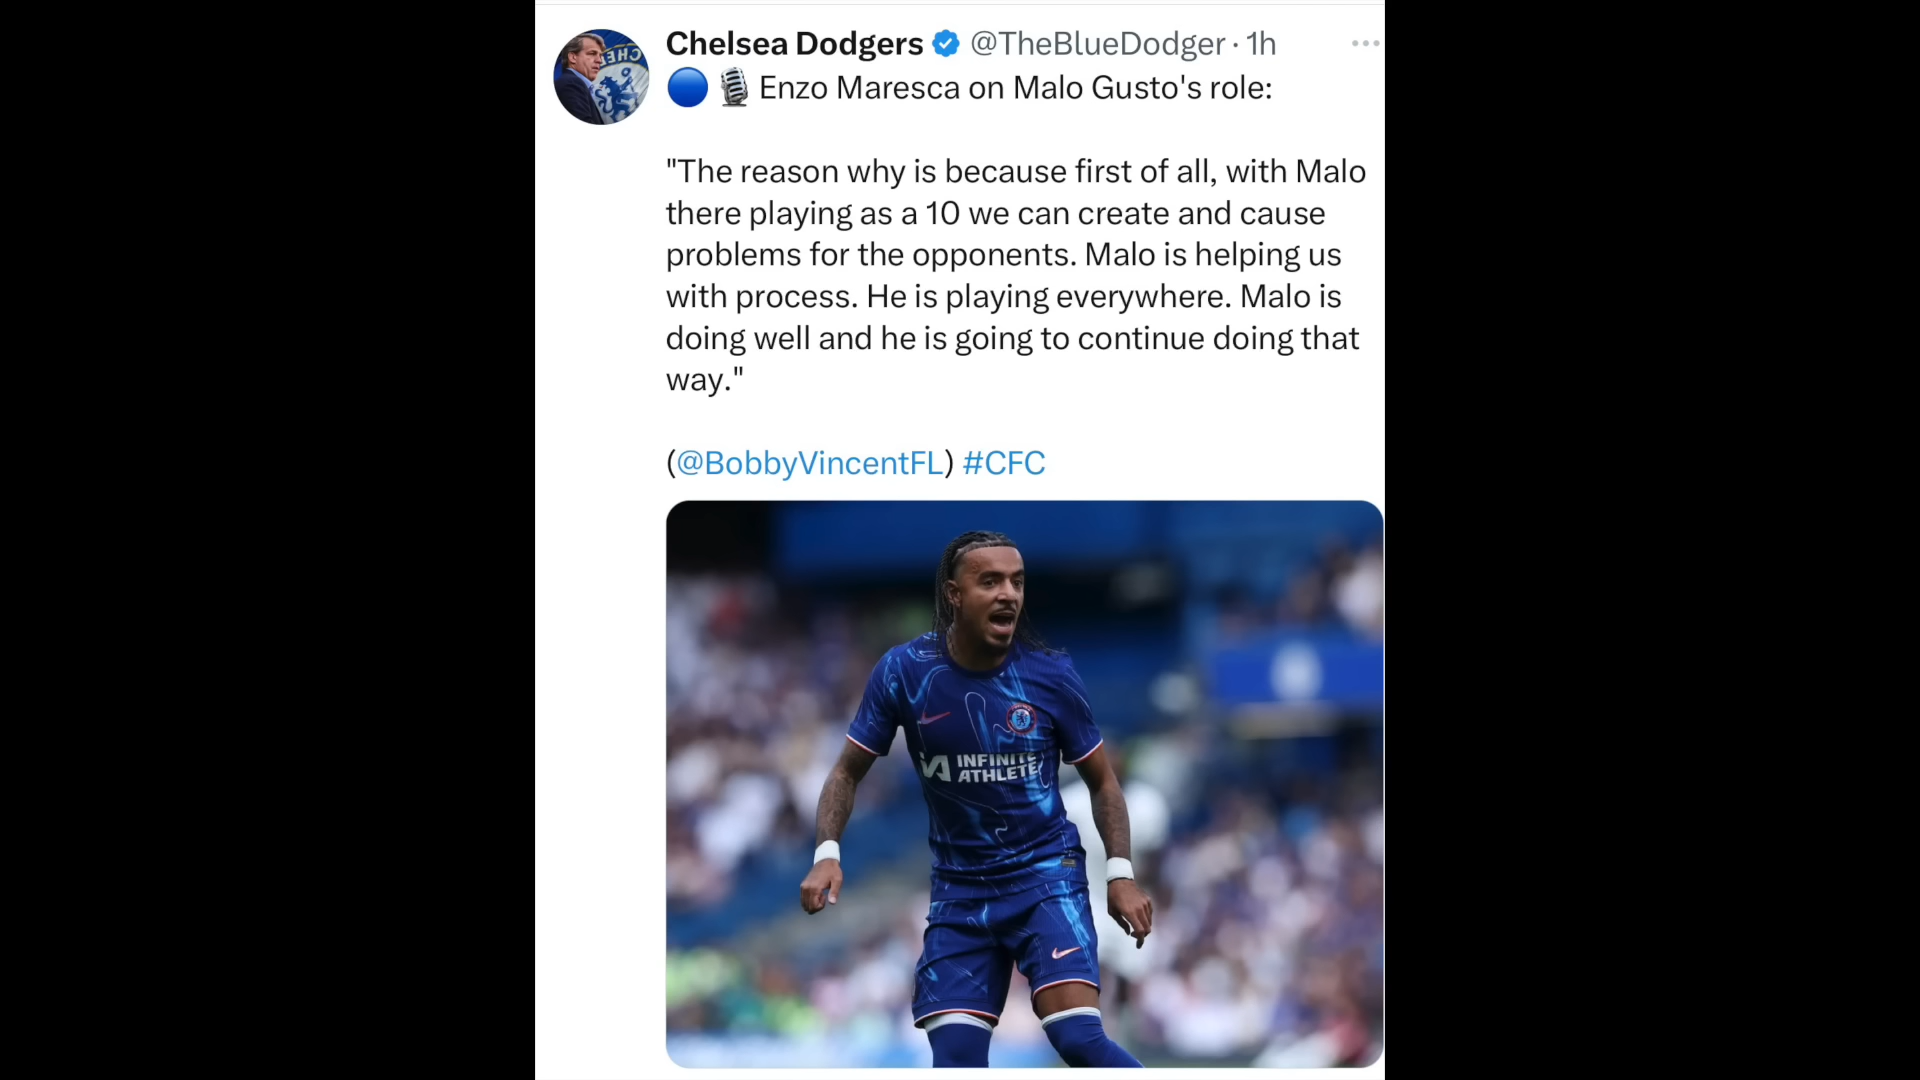 Chelsea Dodgers @TheBlueDodger · 1h
🔵 🎙️ Enzo Maresca on Malo Gusto's role:
"The reason why is because first of all, with Malo
there playing as a 10 we can create and cause
problems for the opponents. Malo is helping us
with process. He is playing everywhere. Malo is
doing well and he is going to continue doing that
way."
(@BobbyVincentFL) #CFC
INFINITE
ATHLETE